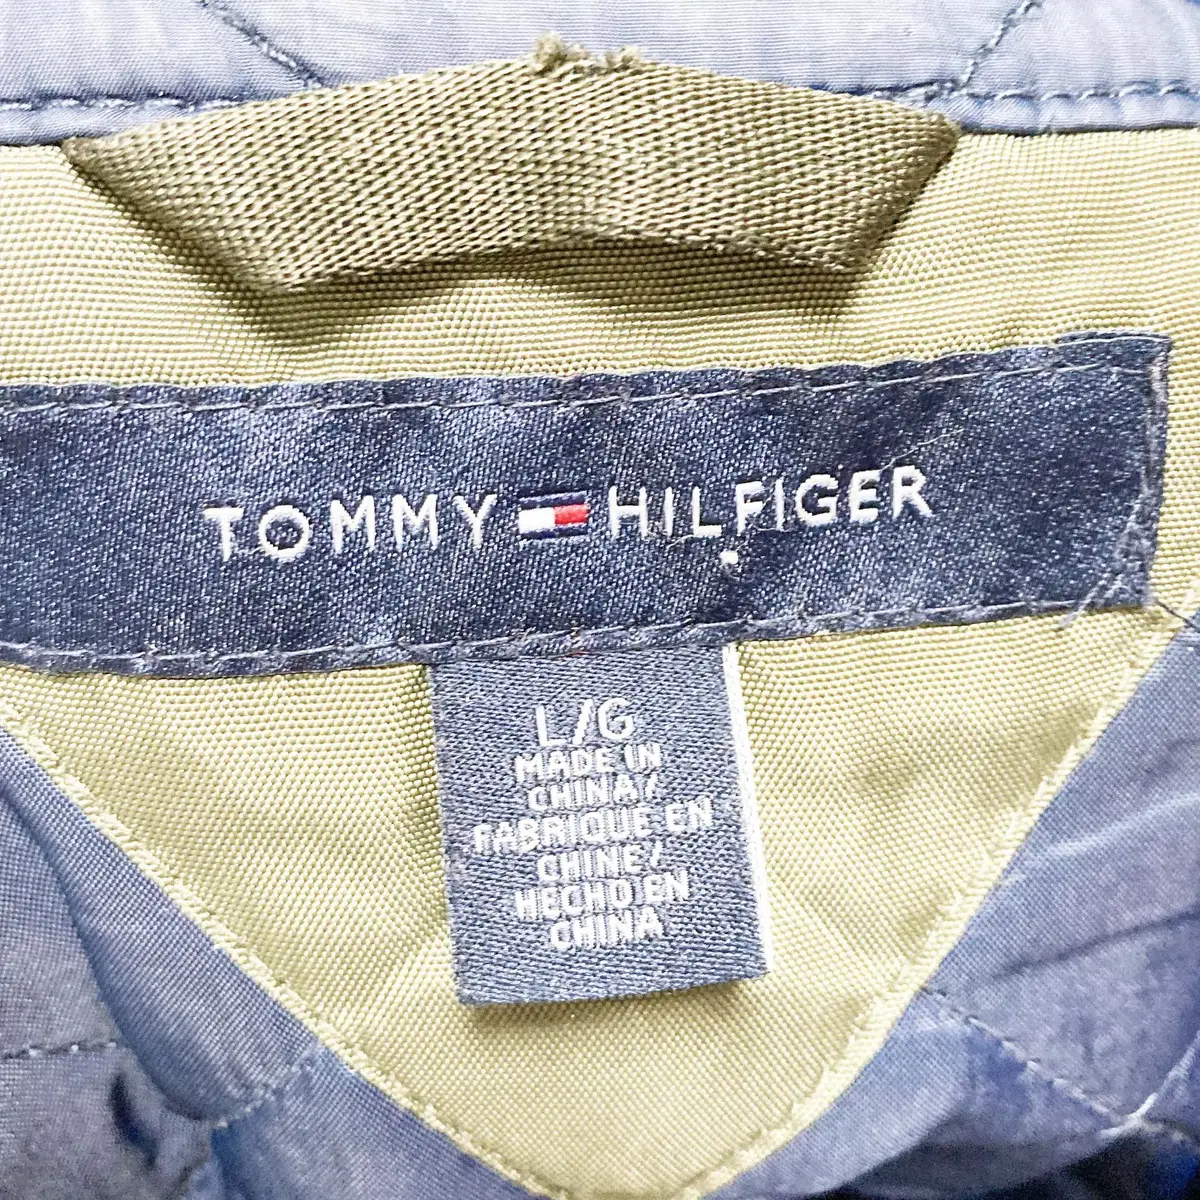 TOMMY HILFIGER
L/G
MADE IN
CHINA/
FABRIQUE EN
CHINE/
HECHO EN
CHINA